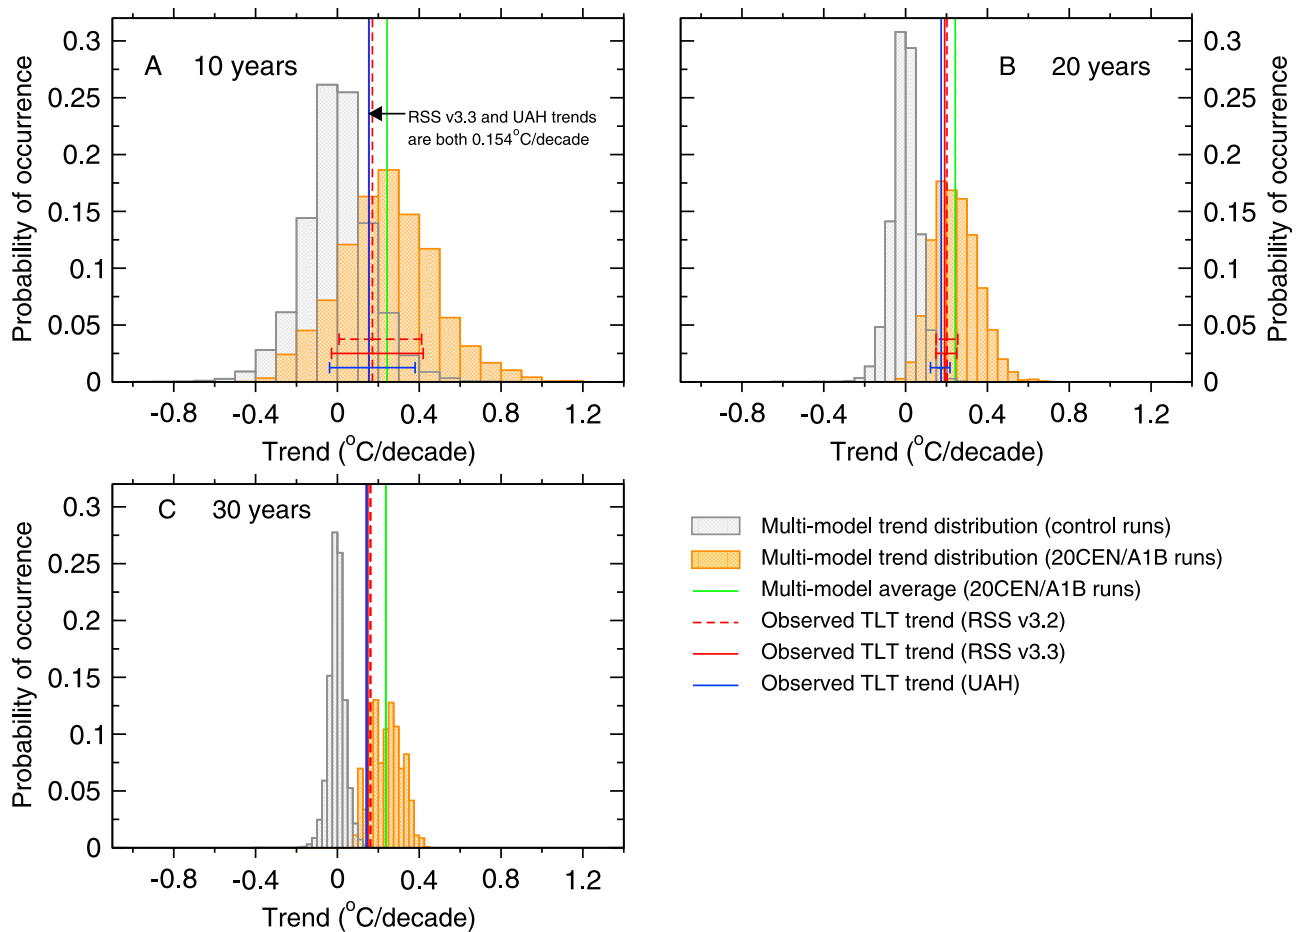 A 10 years
RSS v3.3 and UAH trends
are both 0.154°C/decade
Probability of occurrence
0.3
0.25
0.2
0.15
0.1
0.05
0
-0.8 -0.4 0 0.4 0.8 1.2
Trend (°C/decade)
B 20 years
0.3
0.25
0.2
0.15
0.1
0.05
0
Probability of occurrence
-0.8 -0.4 0 0.4 0.8 1.2
Trend (°C/decade)
C 30 years
Probability of occurrence
0.3
0.25
0.2
0.15
0.1
0.05
0
-0.8 -0.4 0 0.4 0.8 1.2
Trend (°C/decade)
Multi-model trend distribution (control runs)
Multi-model trend distribution (20CEN/A1B runs)
Multi-model average (20CEN/A1B runs)
Observed TLT trend (RSS v3.2)
Observed TLT trend (RSS v3.3)
Observed TLT trend (UAH)